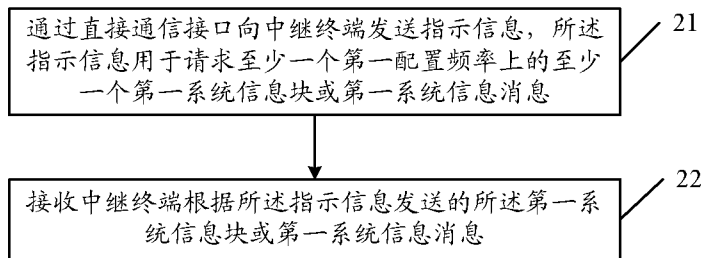 通过直接通信接口向中继终端发送指示信息，所述
指示信息用于请求至少一个第一配置频率上的至少
一个第一系统信息块或第一系统信息消息
21
接收中继终端根据所述指示信息发送的所述第一系
统信息块或第一系统信息消息
22